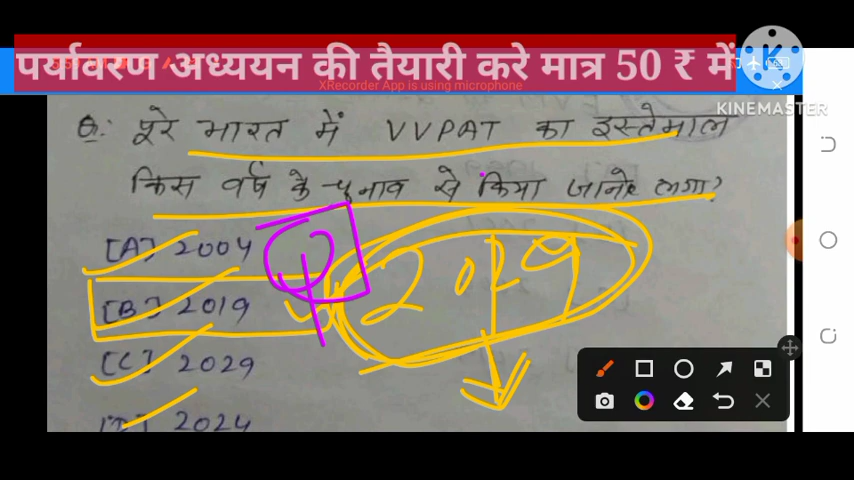 पर्यावरण अध्ययन की तैयारी करे मात्र 50 ₹ में
XRecorder App is using microphone
KINEMASTER
Q: पूरे भारत में VVPAT का इस्तेमाल
किस वर्ष के चुनाव से किया जाने लगा?
[A] 2004
[B] 2019
2029
[C] 2029
[D] 2024